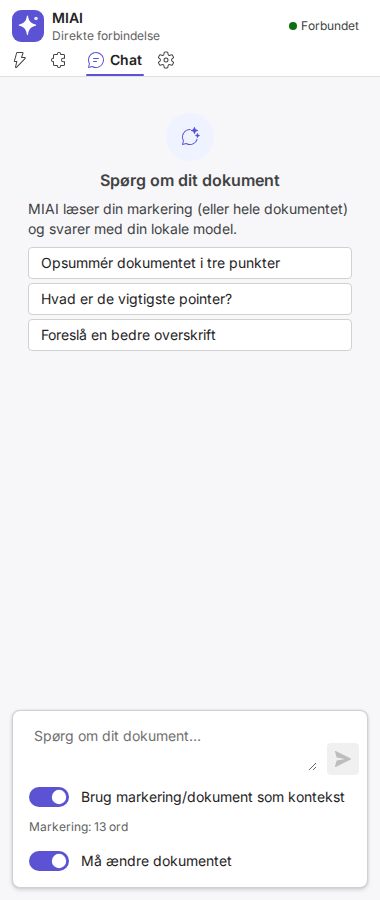 MIAI
Direkte forbindelse
Forbundet
Chat
Spørg om dit dokument
MIAI læser din markering (eller hele dokumentet)
og svarer med din lokale model.
Opsummér dokumentet i tre punkter
Hvad er de vigtigste pointer?
Foreslå en bedre overskrift
Spørg om dit dokument...
Brug markering/dokument som kontekst
Markering: 13 ord
Må ændre dokumentet